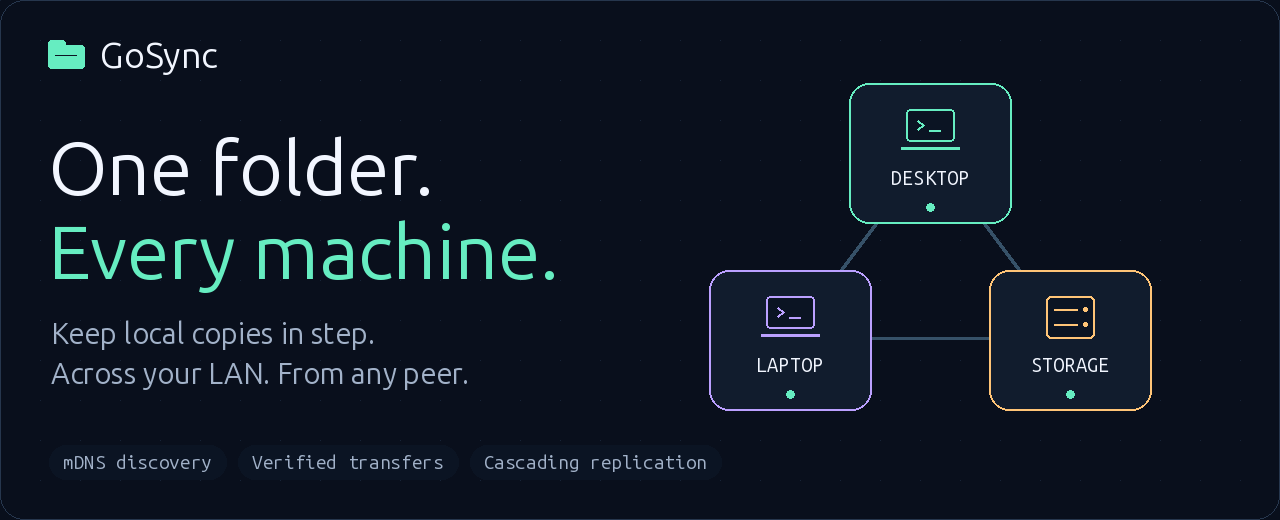 GoSync
One folder.
Every machine.
Keep local copies in step.
Across your LAN. From any peer.
mDNS discovery
Verified transfers
Cascading replication
>_
DESKTOP
>_
LAPTOP
STORAGE